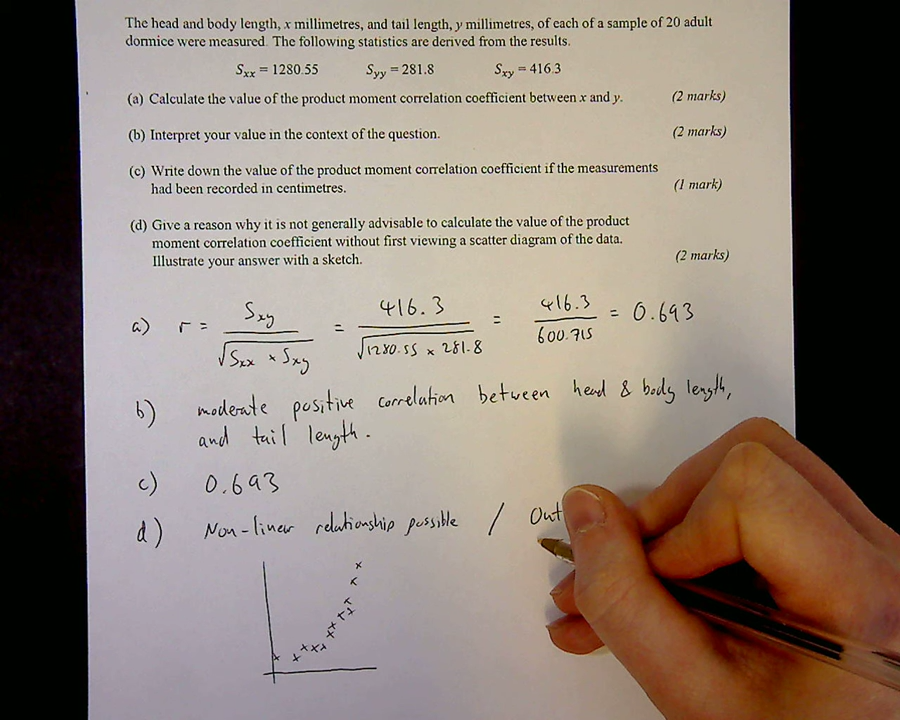 The head and body length, x millimetres, and tail length, y millimetres, of each of a sample of 20 adult
dormice were measured. The following statistics are derived from the results.
Sxx = 1280.55 Syy = 281.8 Sxy = 416.3
(a) Calculate the value of the product moment correlation coefficient between x and y. (2 marks)
(b) Interpret your value in the context of the question. (2 marks)
(c) Write down the value of the product moment correlation coefficient if the measurements
had been recorded in centimetres. (1 mark)
(d) Give a reason why it is not generally advisable to calculate the value of the product
moment correlation coefficient without first viewing a scatter diagram of the data.
Illustrate your answer with a sketch. (2 marks)
a) r = Sxy / √(Sxx × Sxy) = 416.3 / √(1280.55 × 281.8) = 416.3 / 600.715 = 0.693
b) moderate positive correlation between head & body length,
and tail length.
c) 0.693
d) Non-linear relationship possible / Out